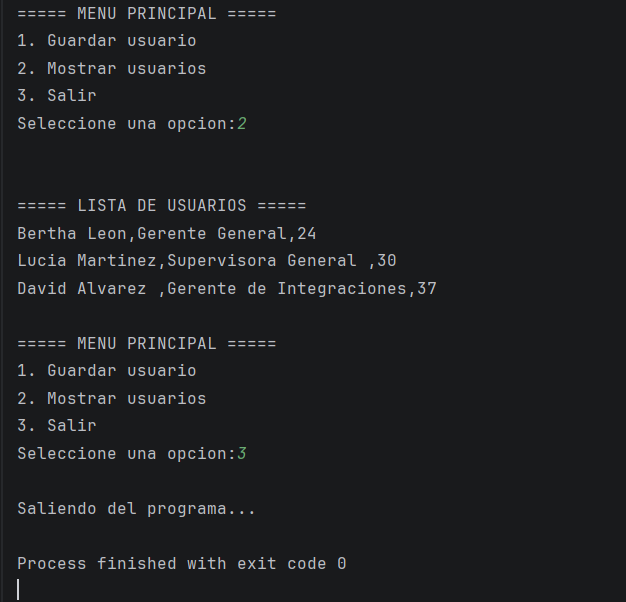 ===== MENU PRINCIPAL =====
1. Guardar usuario
2. Mostrar usuarios
3. Salir
Seleccione una opcion:2
===== LISTA DE USUARIOS =====
Bertha Leon,Gerente General,24
Lucia Martinez,Supervisora General ,30
David Alvarez ,Gerente de Integraciones,37
===== MENU PRINCIPAL =====
1. Guardar usuario
2. Mostrar usuarios
3. Salir
Seleccione una opcion:3
Saliendo del programa...
Process finished with exit code 0